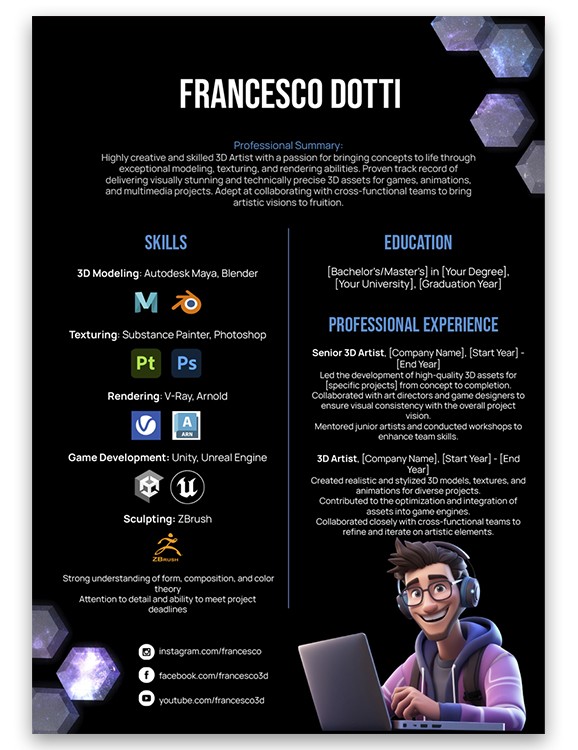 FRANCESCO DOTTI
Professional Summary:
Highly creative and skilled 3D Artist with a passion for bringing concepts to life through
exceptional modeling, texturing, and rendering abilities. Proven track record of
delivering visually stunning and technically precise 3D assets for games, animations,
and multimedia projects. Adept at collaborating with cross-functional teams to bring
artistic visions to fruition.
SKILLS
3D Modeling: Autodesk Maya, Blender
M
Texturing: Substance Painter, Photoshop
Pt Ps
Rendering: V-Ray, Arnold
A
ARN
Game Development: Unity, Unreal Engine
Sculpting: ZBrush
ZBRUSH
Strong understanding of form, composition, and color
theory
Attention to detail and ability to meet project
deadlines
instagram.com/francesco
facebook.com/francesco3d
youtube.com/francesco3d
EDUCATION
[Bachelor's/Master's] in [Your Degree],
[Your University], [Graduation Year]
PROFESSIONAL EXPERIENCE
Senior 3D Artist, [Company Name], [Start Year] -
[End Year]
Led the development of high-quality 3D assets for
[specific projects] from concept to completion.
Collaborated with art directors and game designers to
ensure visual consistency with the overall project
vision.
Mentored junior artists and conducted workshops to
enhance team skills.
3D Artist, [Company Name], [Start Year] - [End
Year]
Created realistic and stylized 3D models, textures, and
animations for diverse projects.
Contributed to the optimization and integration of
assets into game engines.
Collaborated closely with cross-functional teams to
refine and iterate on artistic elements.